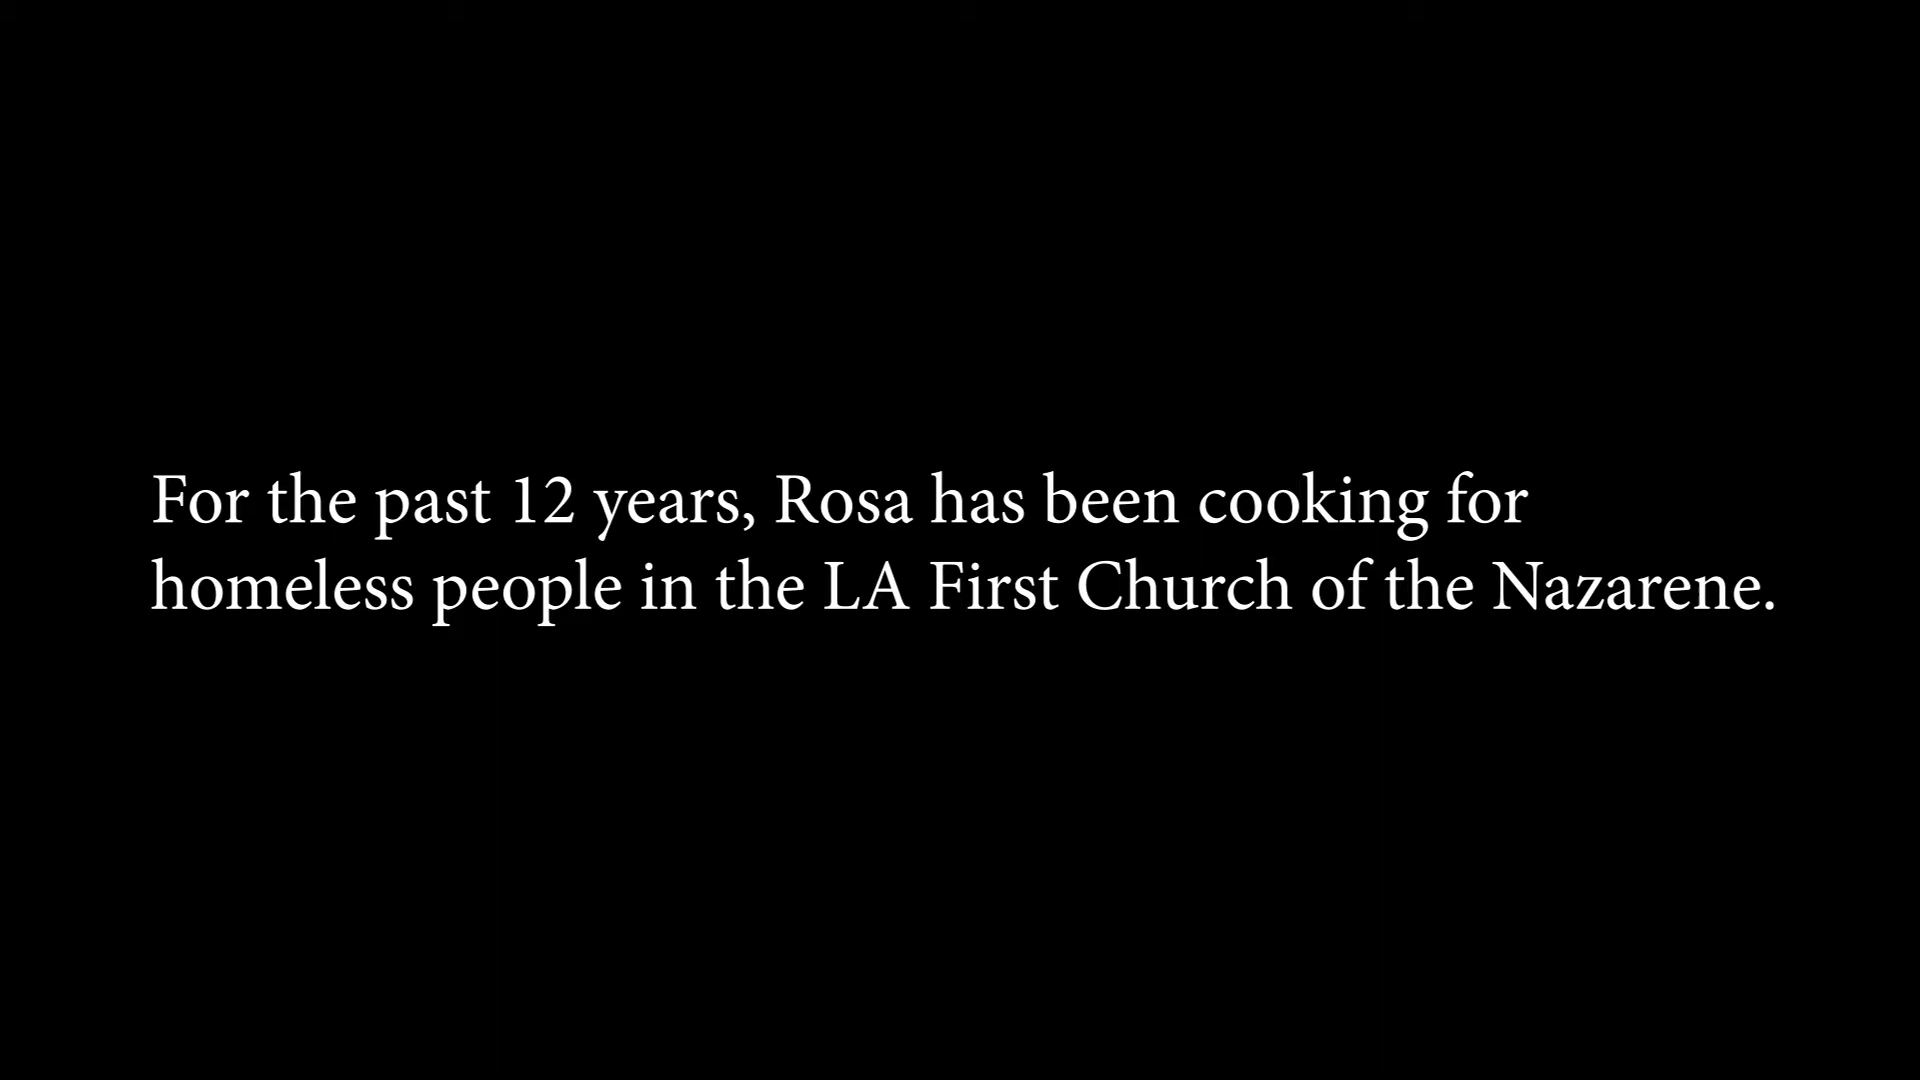 For the past 12 years, Rosa has been cooking for
homeless people in the LA First Church of the Nazarene.